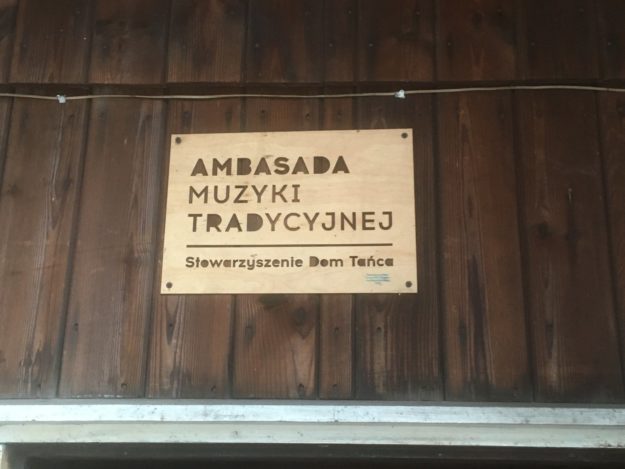 AMBASADA
MUZYKI
TRADYCYJNEJ
Stowarzyszenie Dom Tańca